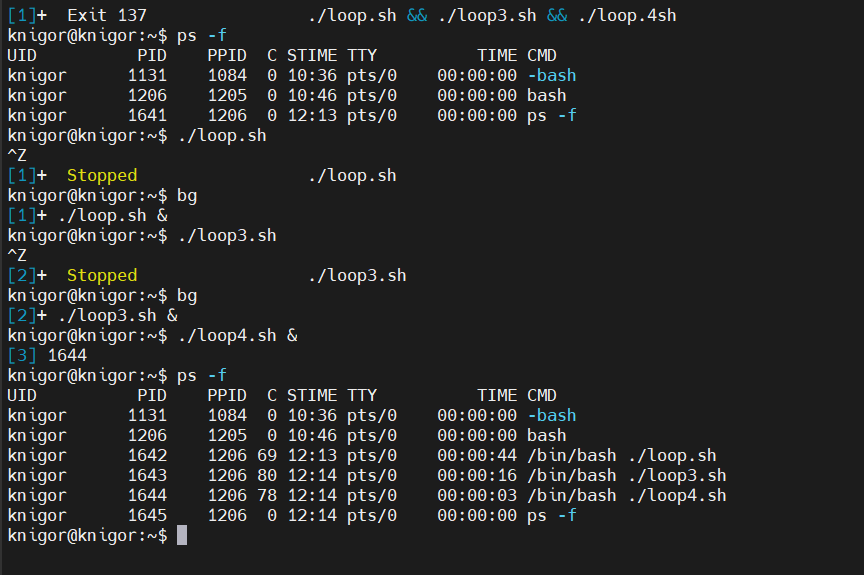 [1]+  Exit 137                ./loop.sh && ./loop3.sh && ./loop.4sh
knigor@knigor:~$ ps -f
UID          PID    PPID  C STIME TTY          TIME CMD
knigor      1131    1084  0 10:36 pts/0    00:00:00 -bash
knigor      1206    1205  0 10:46 pts/0    00:00:00 bash
knigor      1641    1206  0 12:13 pts/0    00:00:00 ps -f
knigor@knigor:~$ ./loop.sh
^Z
[1]+  Stopped                 ./loop.sh
knigor@knigor:~$ bg
[1]+ ./loop.sh &
knigor@knigor:~$ ./loop3.sh
^Z
[2]+  Stopped                 ./loop3.sh
knigor@knigor:~$ bg
[2]+ ./loop3.sh &
knigor@knigor:~$ ./loop4.sh &
[3] 1644
knigor@knigor:~$ ps -f
UID          PID    PPID  C STIME TTY          TIME CMD
knigor      1131    1084  0 10:36 pts/0    00:00:00 -bash
knigor      1206    1205  0 10:46 pts/0    00:00:00 bash
knigor      1642    1206 69 12:13 pts/0    00:00:44 /bin/bash ./loop.sh
knigor      1643    1206 80 12:14 pts/0    00:00:16 /bin/bash ./loop3.sh
knigor      1644    1206 78 12:14 pts/0    00:00:03 /bin/bash ./loop4.sh
knigor      1645    1206  0 12:14 pts/0    00:00:00 ps -f
knigor@knigor:~$